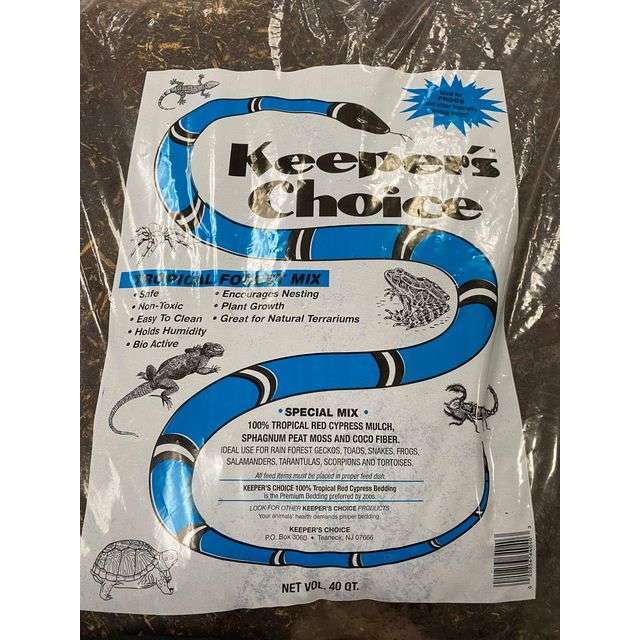 Keeper's™
Choice
TROPICAL FOREST MIX
• Safe
• Non-Toxic
• Easy To Clean
• Holds Humidity
• Bio Active
• Encourages Nesting
• Plant Growth
• Great for Natural Terrariums
• SPECIAL MIX •
100% TROPICAL RED CYPRESS MULCH,
SPHAGNUM PEAT MOSS AND COCO FIBER.
IDEAL USE FOR RAIN FOREST GECKOS, TOADS, SNAKES, FROGS,
SALAMANDERS, TARANTULAS, SCORPIONS AND TORTOISES.
All feed items must be placed in proper feed dish.
KEEPER'S CHOICE 100% Tropical Red Cypress Bedding
is the Premium Bedding preferred by zoos.
LOOK FOR OTHER KEEPER'S CHOICE PRODUCTS
Your animals' health demands proper bedding.
KEEPER'S CHOICE
P.O. Box 3060 • Teaneck, NJ 07666
NET VOL. 40 QT.